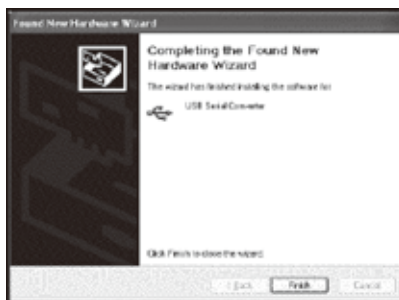 Found New Hardware Wizard
Completing the Found New
Hardware Wizard
The wizard has finished installing the software for:
USB Serial Converter
Click Finish to close the wizard.
< Back
Finish
Cancel